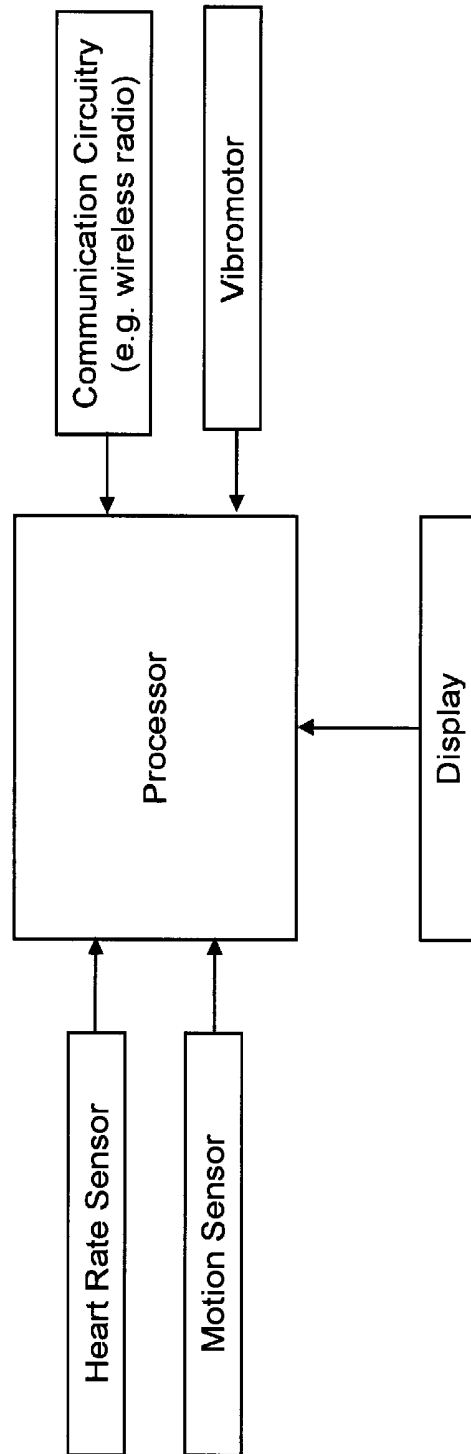 Heart Rate Sensor
Motion Sensor
Processor
Communication Circuitry
(e.g. wireless radio)
Vibromotor
Display